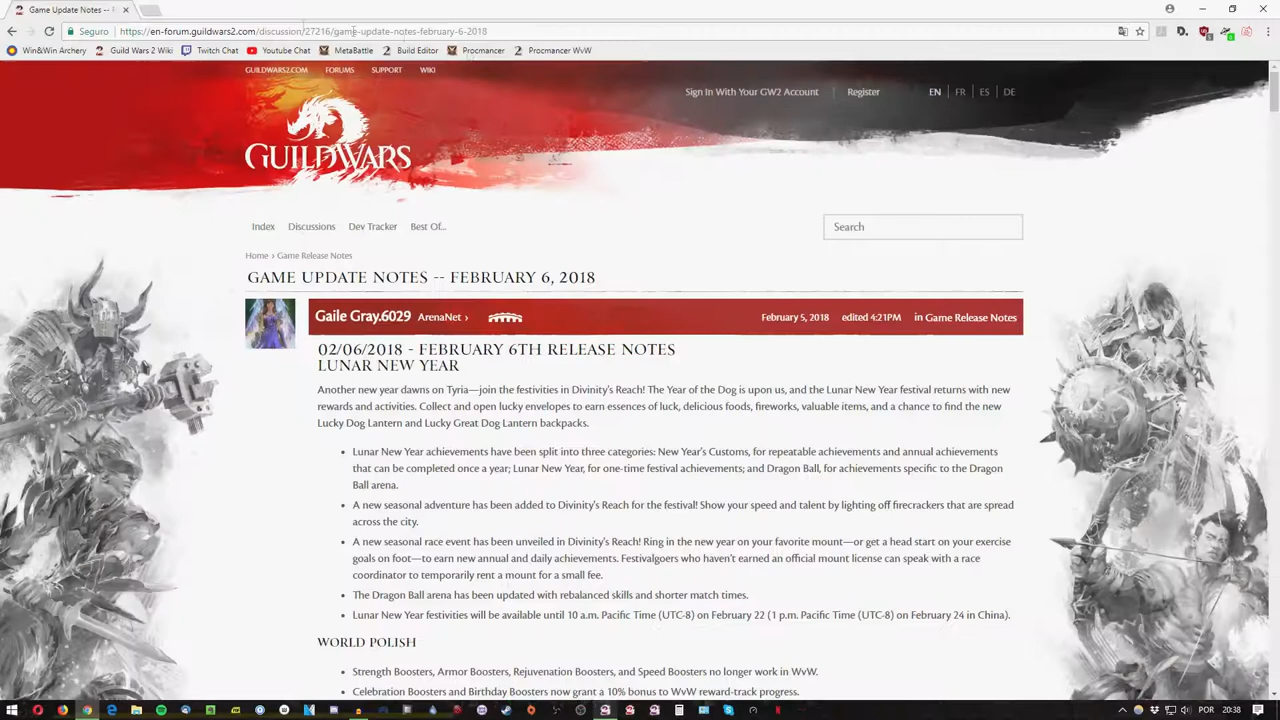 Game Update Notes -- F
Seguro https://en-forum.guildwars2.com/discussion/27216/game-update-notes-february-6-2018
Win&Win Archery Guild Wars 2 Wiki Twitch Chat Youtube Chat MetaBattle Build Editor Procmancer Procmancer WvW
GUILDWARS2.COM FORUMS SUPPORT WIKI
Sign In With Your GW2 Account Register EN FR ES DE
GUILDWARS
Index Discussions Dev Tracker Best Of... Search
Home › Game Release Notes
GAME UPDATE NOTES -- FEBRUARY 6, 2018
Gaile Gray.6029 ArenaNet › February 5, 2018 edited 4:21PM in Game Release Notes
02/06/2018 - FEBRUARY 6TH RELEASE NOTES
LUNAR NEW YEAR
Another new year dawns on Tyria—join the festivities in Divinity's Reach! The Year of the Dog is upon us, and the Lunar New Year festival returns with new
rewards and activities. Collect and open lucky envelopes to earn essences of luck, delicious foods, fireworks, valuable items, and a chance to find the new
Lucky Dog Lantern and Lucky Great Dog Lantern backpacks.
• Lunar New Year achievements have been split into three categories: New Year's Customs, for repeatable achievements and annual achievements
that can be completed once a year; Lunar New Year, for one-time festival achievements; and Dragon Ball, for achievements specific to the Dragon
Ball arena.
• A new seasonal adventure has been added to Divinity's Reach for the festival! Show your speed and talent by lighting off firecrackers that are spread
across the city.
• A new seasonal race event has been unveiled in Divinity's Reach! Ring in the new year on your favorite mount—or get a head start on your exercise
goals on foot—to earn new annual and daily achievements. Festivalgoers who haven't earned an official mount license can speak with a race
coordinator to temporarily rent a mount for a small fee.
• The Dragon Ball arena has been updated with rebalanced skills and shorter match times.
• Lunar New Year festivities will be available until 10 a.m. Pacific Time (UTC-8) on February 22 (1 p.m. Pacific Time (UTC-8) on February 24 in China).
WORLD POLISH
• Strength Boosters, Armor Boosters, Rejuvenation Boosters, and Speed Boosters no longer work in WvW.
• Celebration Boosters and Birthday Boosters now grant a 10% bonus to WvW reward-track progress.
POR 20:38